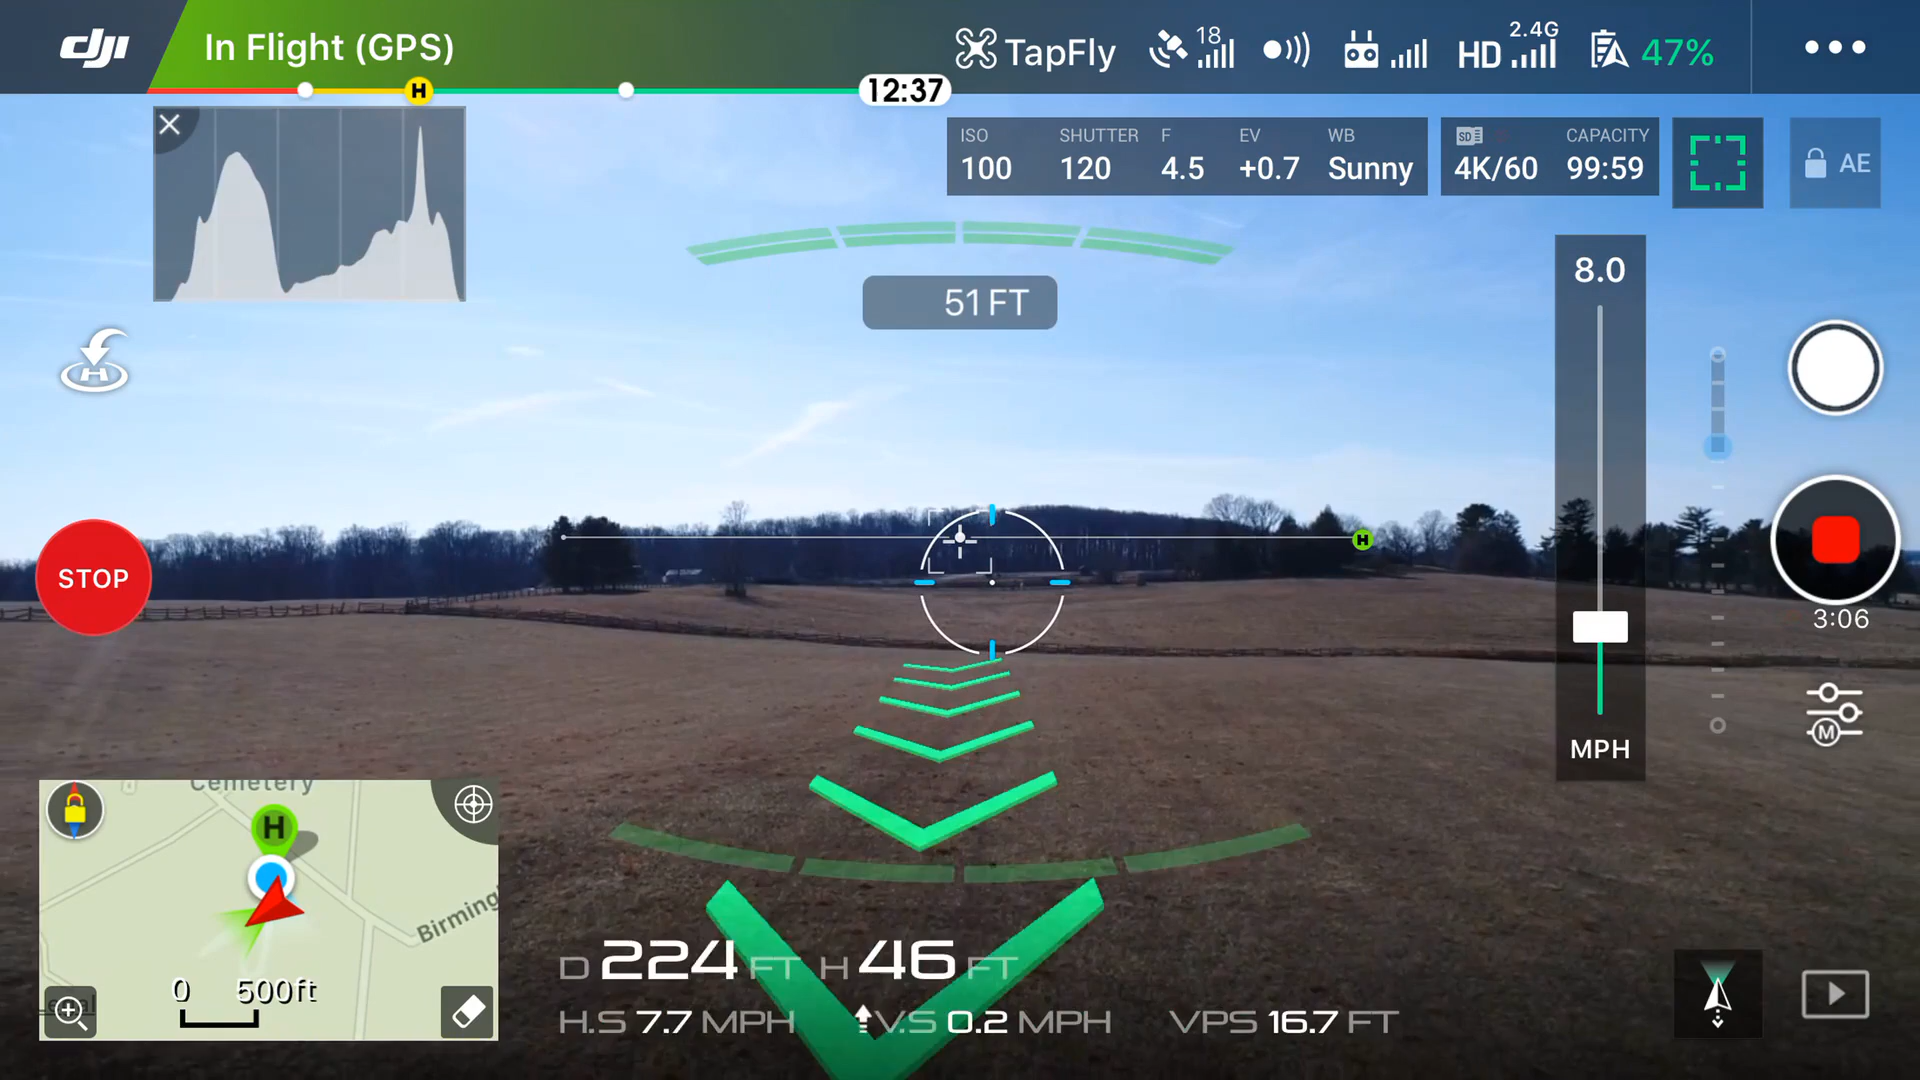 dji In Flight (GPS) TapFly 18 HD 2.4G 47%
H 12:37
ISO SHUTTER F EV WB CAPACITY
100 120 4.5 +0.7 Sunny 4K/60 99:59
SD
AE
8.0
51 FT
H
H
STOP
3:06
M
MPH
Cemetery
H
Birming
0 500ft
D 224 FT H 46 FT
H.S 7.7 MPH V.S 0.2 MPH VPS 16.7 FT